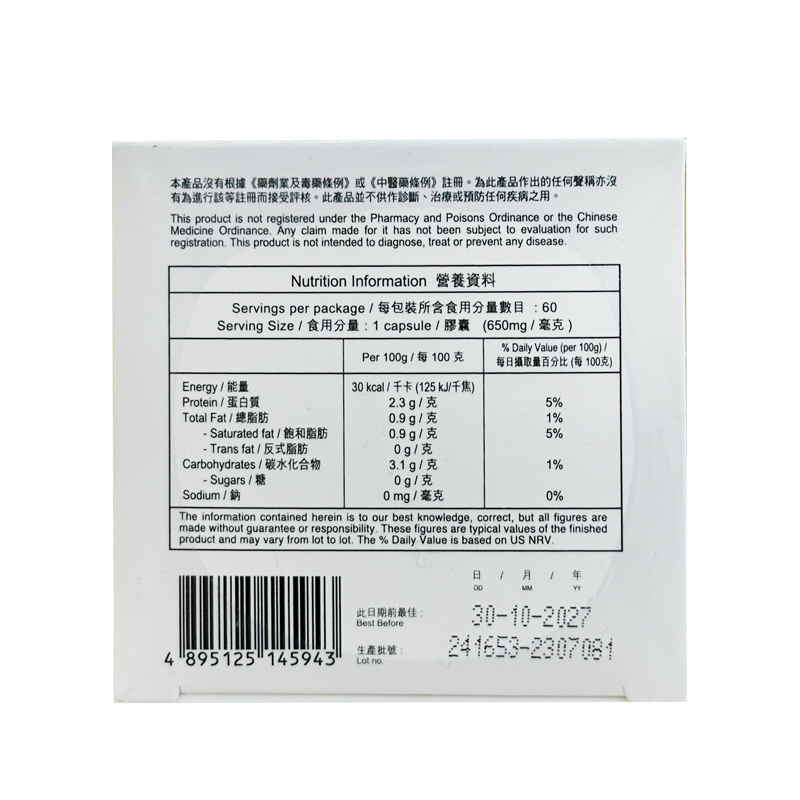 本產品沒有根據《藥劑業及毒藥條例》或《中醫藥條例》註冊。為此產品作出的任何聲稱亦沒
有為進行該等註冊而接受評核。此產品並不供作診斷、治療或預防任何疾病之用。
This product is not registered under the Pharmacy and Poisons Ordinance or the Chinese
Medicine Ordinance. Any claim made for it has not been subject to evaluation for such
registration. This product is not intended to diagnose, treat or prevent any disease.
Nutrition Information 營養資料
Servings per package / 每包裝所含食用分量數目 : 60
Serving Size / 食用分量 : 1 capsule / 膠囊 (650mg / 毫克 )
Per 100g / 每 100 克
% Daily Value (per 100g) /
每日攝取量百分比 (每 100克)
Energy / 能量 30 kcal / 千卡 (125 kJ/千焦)
Protein / 蛋白質 2.3 g / 克 5%
Total Fat / 總脂肪 0.9 g / 克 1%
- Saturated fat / 飽和脂肪 0.9 g / 克 5%
- Trans fat / 反式脂肪 0 g / 克
Carbohydrates / 碳水化合物 3.1 g / 克 1%
- Sugars / 糖 0 g / 克
Sodium / 鈉 0 mg / 毫克 0%
The information contained herein is to our best knowledge, correct, but all figures are
made without guarantee or responsibility. These figures are typical values of the finished
product and may vary from lot to lot. The % Daily Value is based on US NRV.
日 / 月 / 年
DD MM YY
此日期前最佳 : 30-10-2027
Best Before
生產批號 : 241653-2307081
Lot no.
4 895125 145943